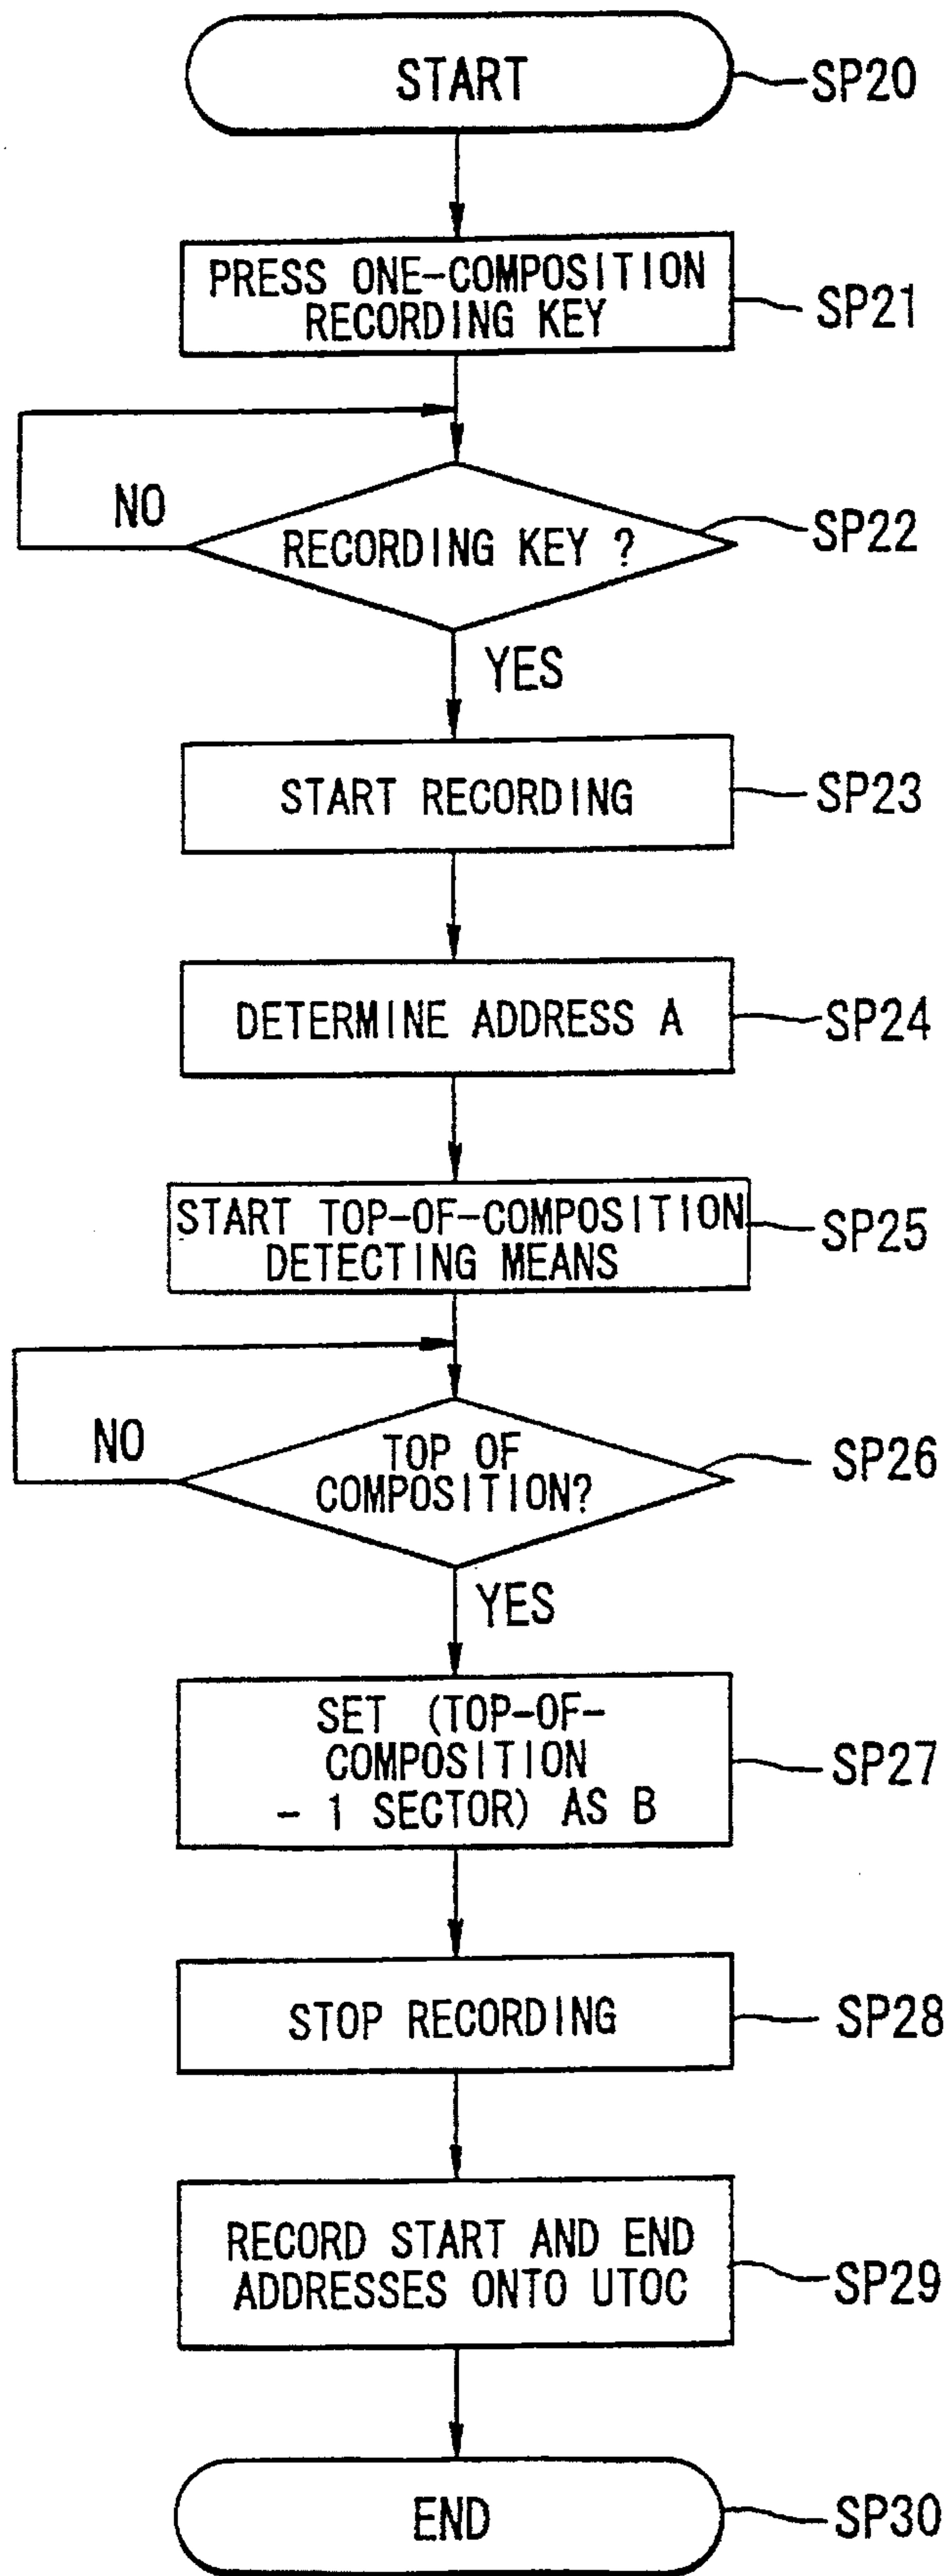 START
SP20
PRESS ONE-COMPOSITION
RECORDING KEY
SP21
NO
RECORDING KEY ?
SP22
YES
START RECORDING
SP23
DETERMINE ADDRESS A
SP24
START TOP-OF-COMPOSITION
DETECTING MEANS
SP25
NO
TOP OF
COMPOSITION?
SP26
YES
SET (TOP-OF-
COMPOSITION
- 1 SECTOR) AS B
SP27
STOP RECORDING
SP28
RECORD START AND END
ADDRESSES ONTO UTOC
SP29
END
SP30